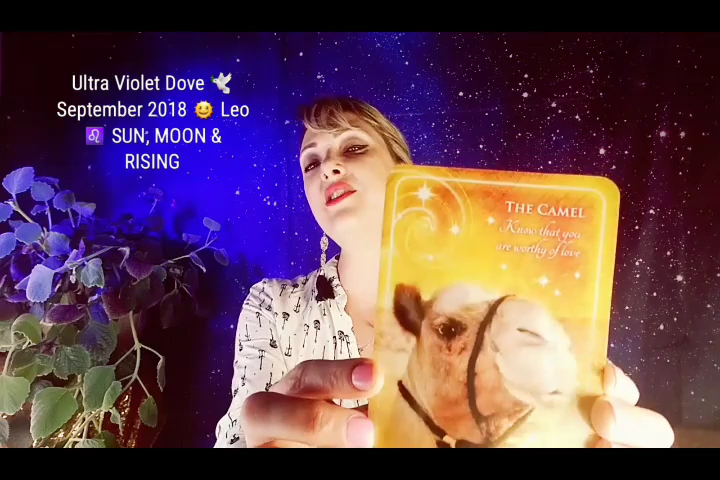 Ultra Violet Dove 🕊️
September 2018 🌞 Leo
♌ SUN, MOON &
RISING
THE CAMEL
Know that you
are worthy of love